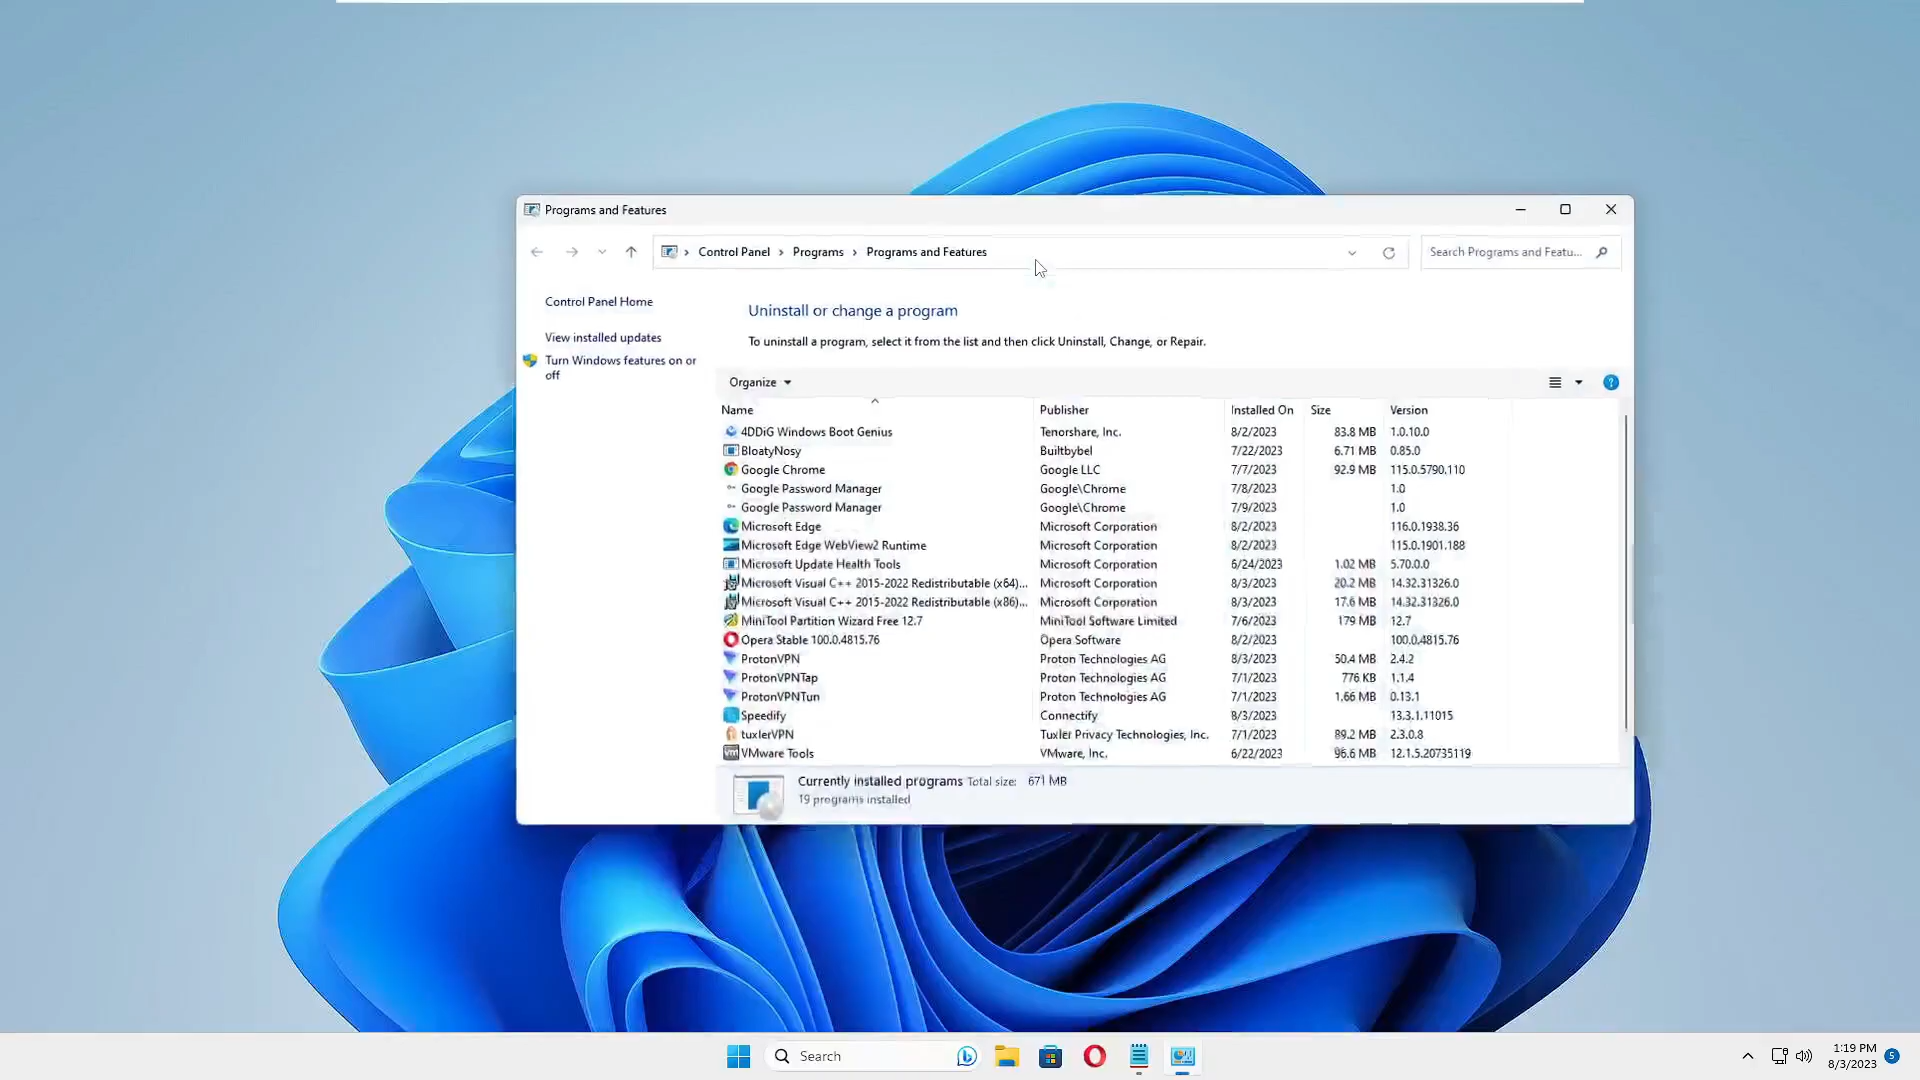 Programs and Features
Control Panel > Programs > Programs and Features
Search Programs and Featu...
Control Panel Home
View installed updates
Turn Windows features on or
off
Uninstall or change a program
To uninstall a program, select it from the list and then click Uninstall, Change, or Repair.
Organize
Name Publisher Installed On Size Version
4DDiG Windows Boot Genius Tenorshare, Inc. 8/2/2023 83.8 MB 1.0.10.0
BloatyNosy Builtbybel 7/22/2023 6.71 MB 0.85.0
Google Chrome Google LLC 7/7/2023 92.9 MB 115.0.5790.110
Google Password Manager Google\Chrome 7/8/2023 1.0
Google Password Manager Google\Chrome 7/9/2023 1.0
Microsoft Edge Microsoft Corporation 8/2/2023 116.0.1938.36
Microsoft Edge WebView2 Runtime Microsoft Corporation 8/2/2023 115.0.1901.188
Microsoft Update Health Tools Microsoft Corporation 6/24/2023 1.02 MB 5.70.0.0
Microsoft Visual C++ 2015-2022 Redistributable (x64)... Microsoft Corporation 8/3/2023 20.2 MB 14.32.31326.0
Microsoft Visual C++ 2015-2022 Redistributable (x86)... Microsoft Corporation 8/3/2023 17.6 MB 14.32.31326.0
MiniTool Partition Wizard Free 12.7 MiniTool Software Limited 7/6/2023 179 MB 12.7
Opera Stable 100.0.4815.76 Opera Software 8/2/2023 100.0.4815.76
ProtonVPN Proton Technologies AG 8/3/2023 50.4 MB 2.4.2
ProtonVPNTap Proton Technologies AG 7/1/2023 776 KB 1.1.4
ProtonVPNTun Proton Technologies AG 7/1/2023 1.66 MB 0.13.1
Speedify Connectify 8/3/2023 13.3.1.11015
tuxlerVPN Tuxler Privacy Technologies, Inc. 7/1/2023 89.2 MB 2.3.0.8
VMware Tools VMware, Inc. 6/22/2023 96.6 MB 12.1.5.20735119
Currently installed programs Total size: 671 MB
19 programs installed
Search
1:19 PM
8/3/2023
5